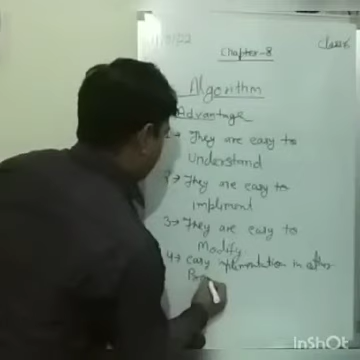 /22
Chapter-8
Class
Algorithm
Advantage
1→ They are easy to
Understand
2→ They are easy to
implement
3→ They are easy to
Modify
4→ easy implementation in other
InShOt